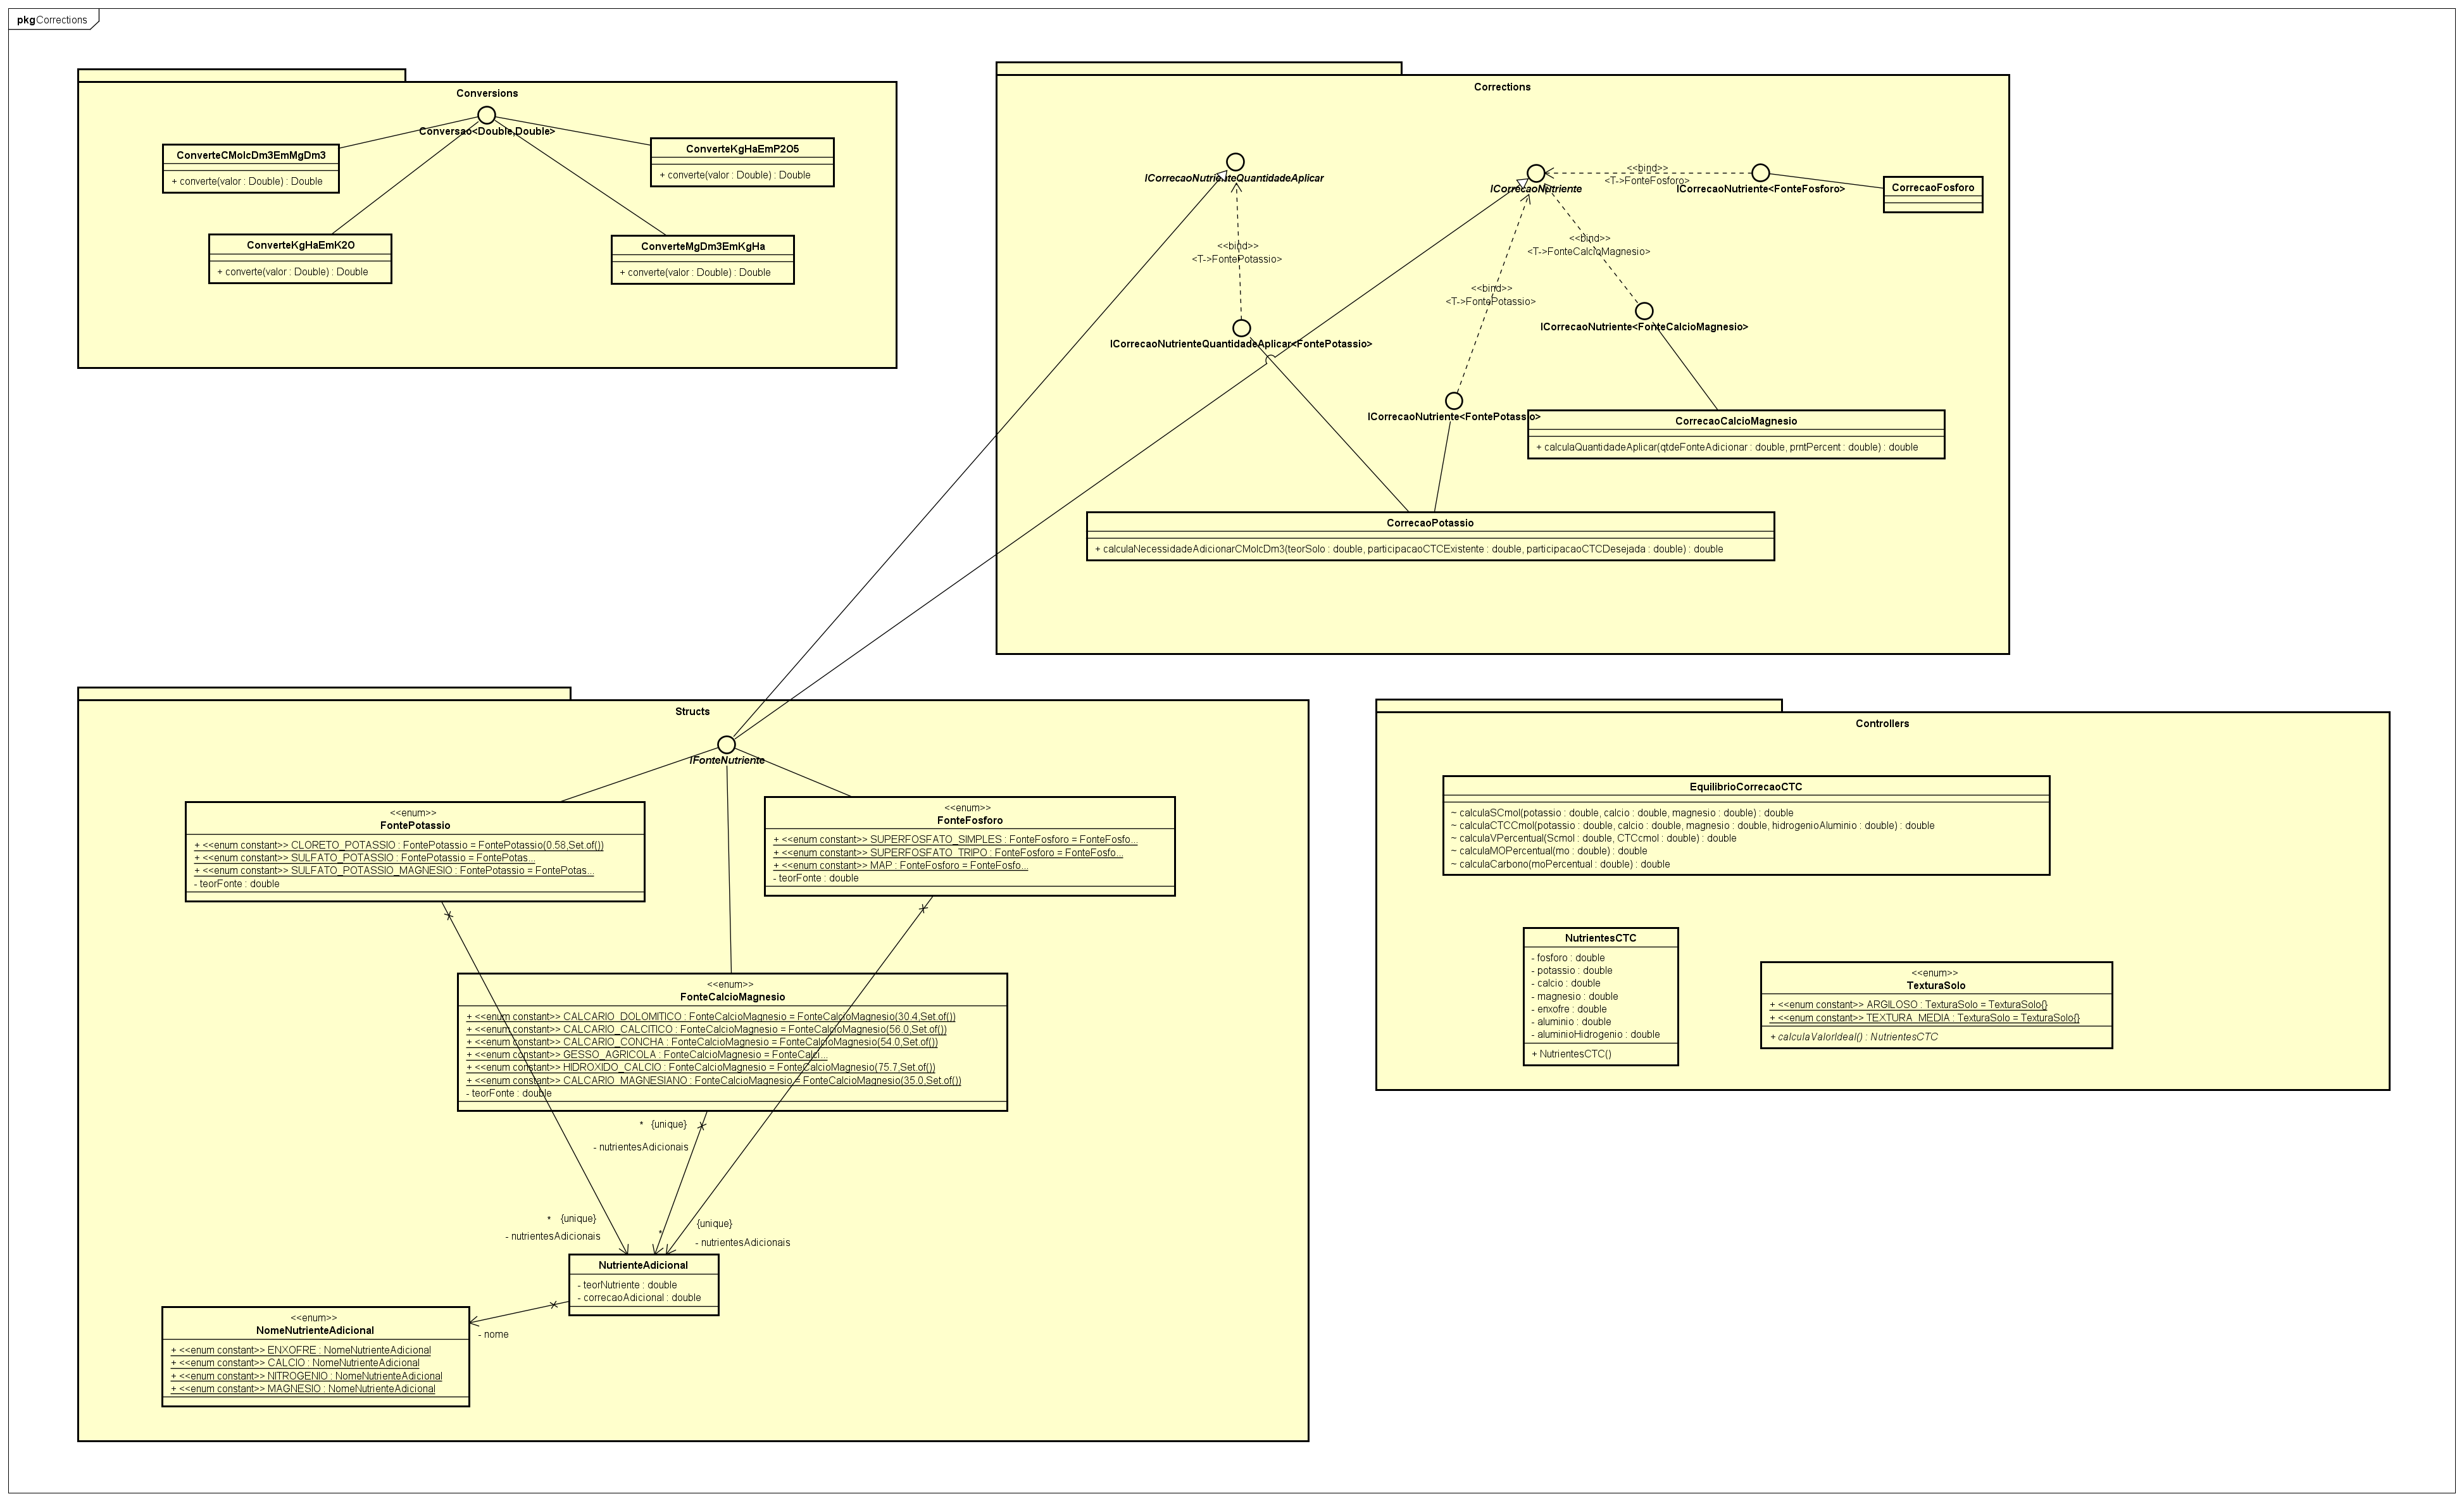 pkg Corrections
Conversions
Conversao<Double,Double>
ConverteCMolcDm3EmMgDm3
+ converte(valor : Double) : Double
ConverteKgHaEmP2O5
+ converte(valor : Double) : Double
ConverteKgHaEmK2O
+ converte(valor : Double) : Double
ConverteMgDm3EmKgHa
+ converte(valor : Double) : Double
Corrections
ICorrecaoNutrienteQuantidadeAplicar
ICorrecaoNutriente
<<bind>>
<T->FonteFosforo>
ICorrecaoNutriente<FonteFosforo>
CorrecaoFosforo
<<bind>>
<T->FontePotassio>
<<bind>>
<T->FonteCalcioMagnesio>
<<bind>>
<T->FontePotassio>
ICorrecaoNutrienteQuantidadeAplicar<FontePotassio>
ICorrecaoNutriente<FonteCalcioMagnesio>
ICorrecaoNutriente<FontePotassio>
CorrecaoCalcioMagnesio
+ calculaQuantidadeAplicar(qtdeFonteAdicionar : double, prntPercent : double) : double
CorrecaoPotassio
+ calculaNecessidadeAdicionarCMolcDm3(teorSolo : double, participacaoCTCExistente : double, participacaoCTCDesejada : double) : double
Structs
IFonteNutriente
<<enum>>
FontePotassio
+ <<enum constant>> CLORETO_POTASSIO : FontePotassio = FontePotassio(0.58,Set.of())
+ <<enum constant>> SULFATO_POTASSIO : FontePotassio = FontePotas...
+ <<enum constant>> SULFATO_POTASSIO_MAGNESIO : FontePotassio = FontePotas...
- teorFonte : double
<<enum>>
FonteFosforo
+ <<enum constant>> SUPERFOSFATO_SIMPLES : FonteFosforo = FonteFosfo...
+ <<enum constant>> SUPERFOSFATO_TRIPO : FonteFosforo = FonteFosfo...
+ <<enum constant>> MAP : FonteFosforo = FonteFosfo...
- teorFonte : double
<<enum>>
FonteCalcioMagnesio
+ <<enum constant>> CALCARIO_DOLOMITICO : FonteCalcioMagnesio = FonteCalcioMagnesio(30.4,Set.of())
+ <<enum constant>> CALCARIO_CALCITICO : FonteCalcioMagnesio = FonteCalcioMagnesio(56.0,Set.of())
+ <<enum constant>> CALCARIO_CONCHA : FonteCalcioMagnesio = FonteCalcioMagnesio(54.0,Set.of())
+ <<enum constant>> GESSO_AGRICOLA : FonteCalcioMagnesio = FonteCalci...
+ <<enum constant>> HIDROXIDO_CALCIO : FonteCalcioMagnesio = FonteCalcioMagnesio(75.7,Set.of())
+ <<enum constant>> CALCARIO_MAGNESIANO : FonteCalcioMagnesio = FonteCalcioMagnesio(35.0,Set.of())
- teorFonte : double
* {unique}
- nutrientesAdicionais
* {unique}
- nutrientesAdicionais
* {unique}
- nutrientesAdicionais
NutrienteAdicional
- teorNutriente : double
- correcaoAdicional : double
- nome
<<enum>>
NomeNutrienteAdicional
+ <<enum constant>> ENXOFRE : NomeNutrienteAdicional
+ <<enum constant>> CALCIO : NomeNutrienteAdicional
+ <<enum constant>> NITROGENIO : NomeNutrienteAdicional
+ <<enum constant>> MAGNESIO : NomeNutrienteAdicional
Controllers
EquilibrioCorrecaoCTC
~ calculaSCmol(potassio : double, calcio : double, magnesio : double) : double
~ calculaCTCCmol(potassio : double, calcio : double, magnesio : double, hidrogenioAluminio : double) : double
~ calculaVPercentual(Scmol : double, CTCcmol : double) : double
~ calculaMOPercentual(mo : double) : double
~ calculaCarbono(moPercentual : double) : double
NutrientesCTC
- fosforo : double
- potassio : double
- calcio : double
- magnesio : double
- enxofre : double
- aluminio : double
- aluminioHidrogenio : double
+ NutrientesCTC()
<<enum>>
TexturaSolo
+ <<enum constant>> ARGILOSO : TexturaSolo = TexturaSolo{}
+ <<enum constant>> TEXTURA_MEDIA : TexturaSolo = TexturaSolo{}
+ calculaValorIdeal() : NutrientesCTC